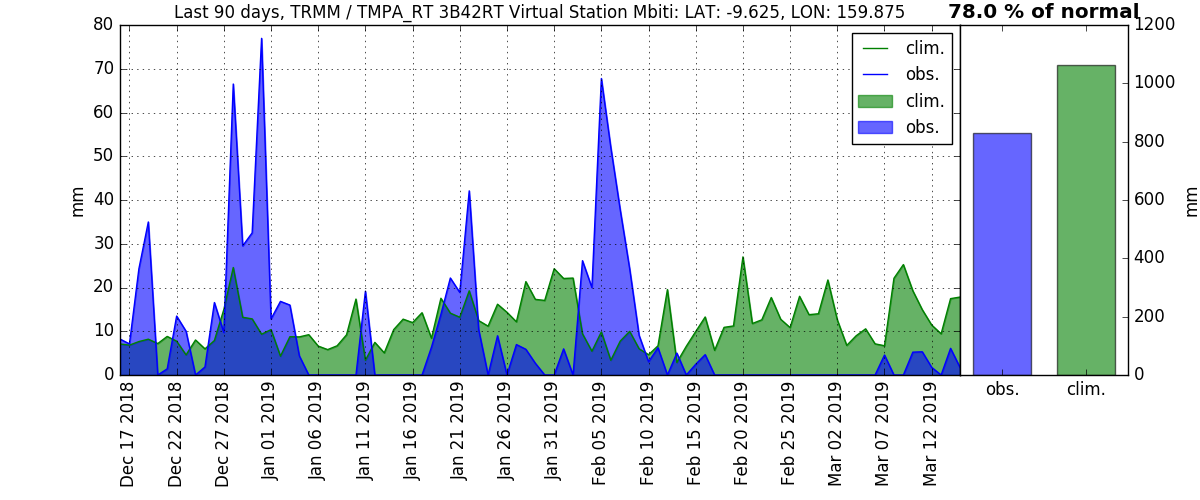 Last 90 days, TRMM / TMPA_RT 3B42RT Virtual Station Mbiti: LAT: -9.625, LON: 159.875
78.0 % of normal
80
70
60
50
40
30
20
10
0
mm
clim.
obs.
clim.
obs.
1200
1000
800
600
400
200
0
mm
obs.
clim.
Dec 17 2018
Dec 22 2018
Dec 27 2018
Jan 01 2019
Jan 06 2019
Jan 11 2019
Jan 16 2019
Jan 21 2019
Jan 26 2019
Jan 31 2019
Feb 05 2019
Feb 10 2019
Feb 15 2019
Feb 20 2019
Feb 25 2019
Mar 02 2019
Mar 07 2019
Mar 12 2019